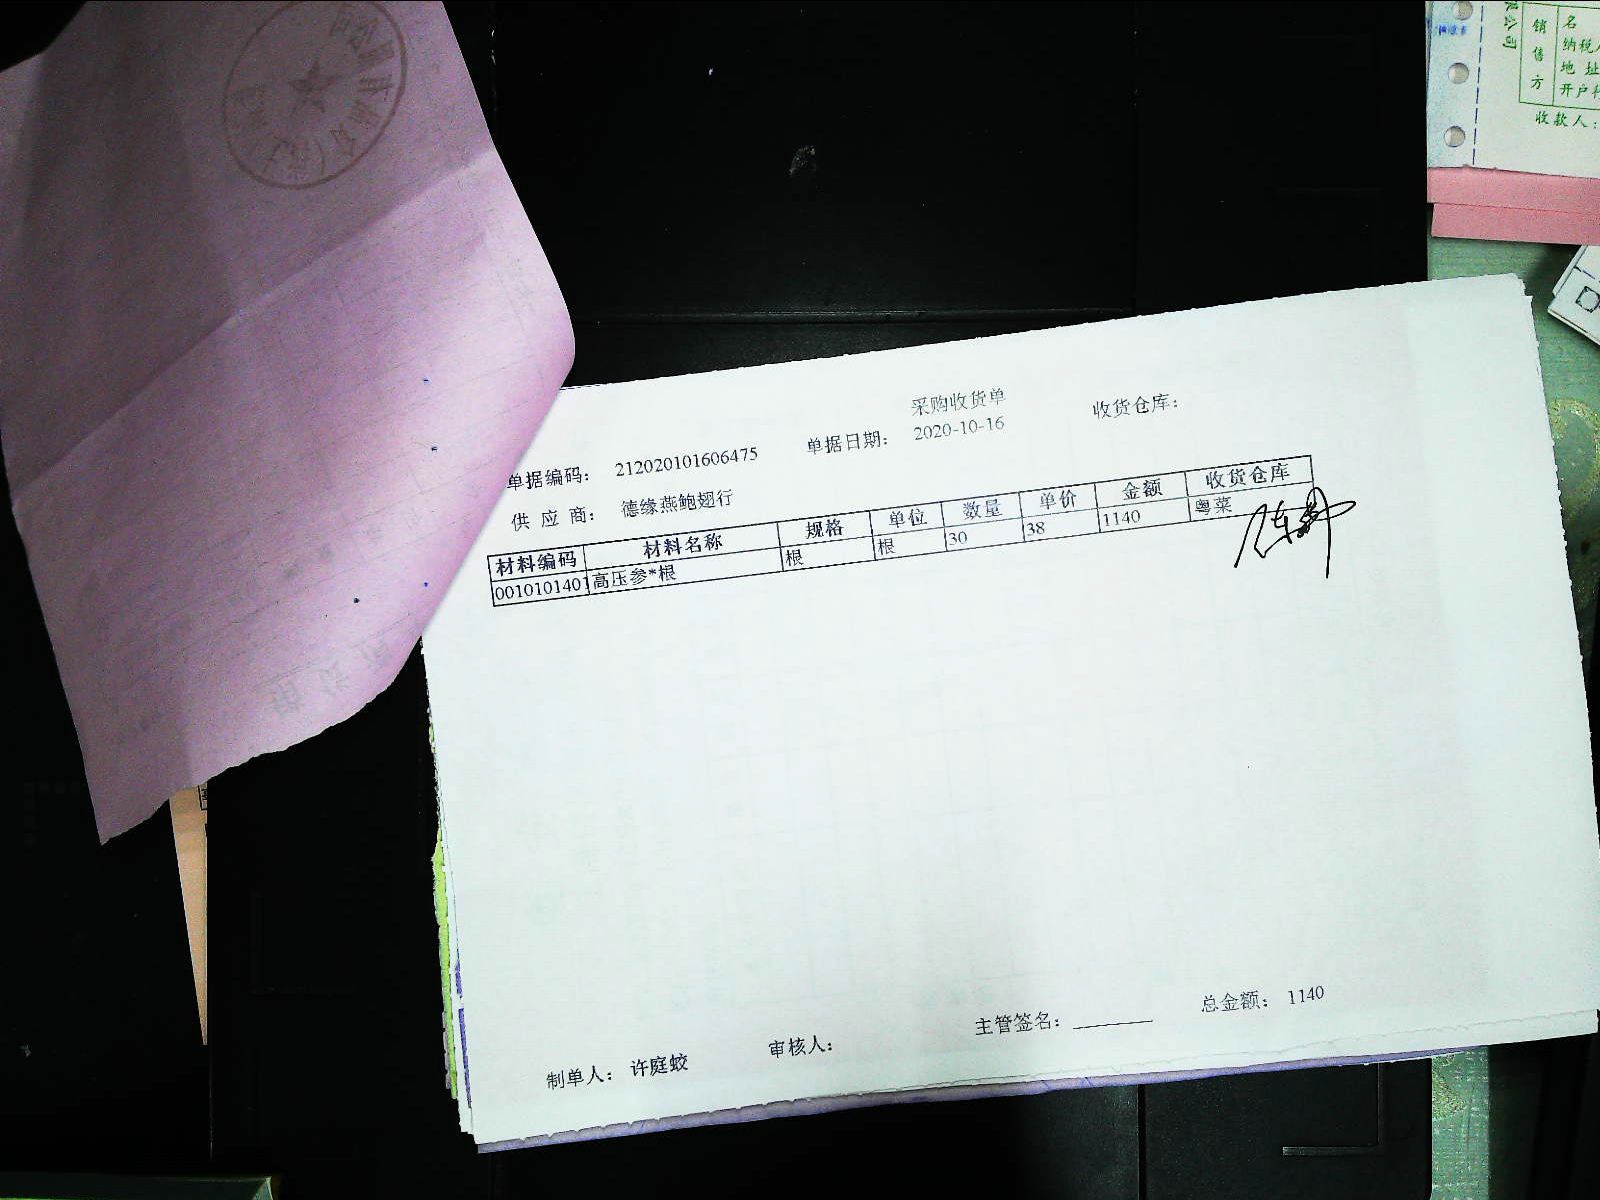 采购收货单
单据编码： 212020101606475 单据日期： 2020-10-16 收货仓库：
供 应 商： 德缘燕鲍翅行
材料编码 材料名称 规格 单位 数量 单价 金额 收货仓库
0010101401 高压参*根 根 根 30 38 1140 粤菜
制单人： 许庭蛟 审核人： 主管签名： 总金额： 1140
销售方
名
纳税
地 址
开户
收款人：